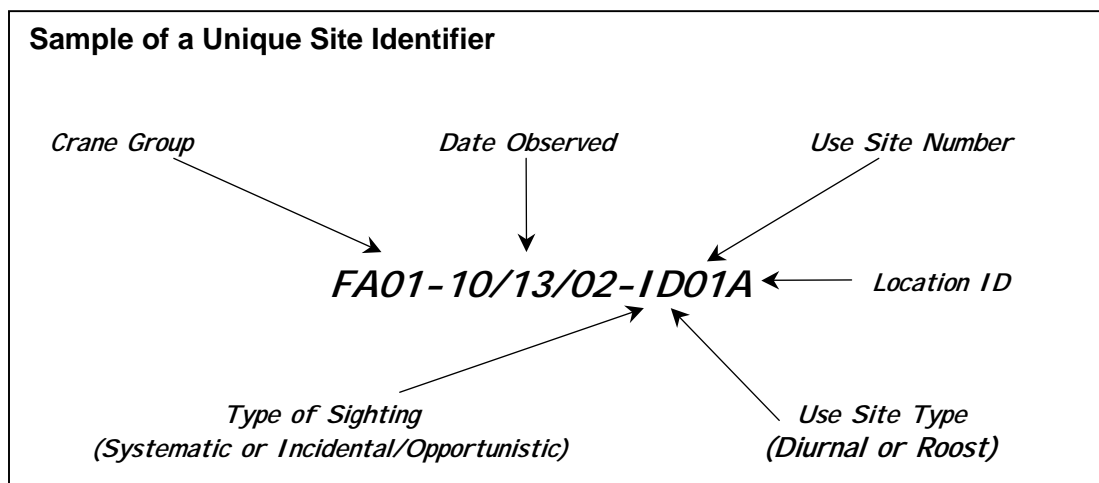 Sample of a Unique Site Identifier
Crane Group
Date Observed
Use Site Number
FA01-10/13/02-ID01A
Location ID
Type of Sighting
(Systematic or Incidental/Opportunistic)
Use Site Type
(Diurnal or Roost)